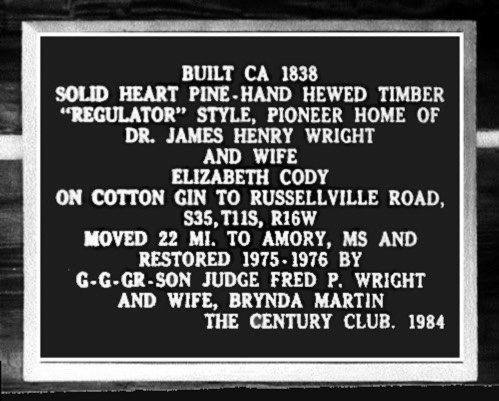 BUILT CA 1838
SOLID HEART PINE-HAND HEWED TIMBER
"REGULATOR" STYLE, PIONEER HOME OF
DR. JAMES HENRY WRIGHT
AND WIFE
ELIZABETH CODY
ON COTTON GIN TO RUSSELLVILLE ROAD,
S35, T11S, R16W
MOVED 22 MI. TO AMORY, MS AND
RESTORED 1975-1976 BY
G-G-GR-SON JUDGE FRED P. WRIGHT
AND WIFE, BRYNDA MARTIN
THE CENTURY CLUB. 1984